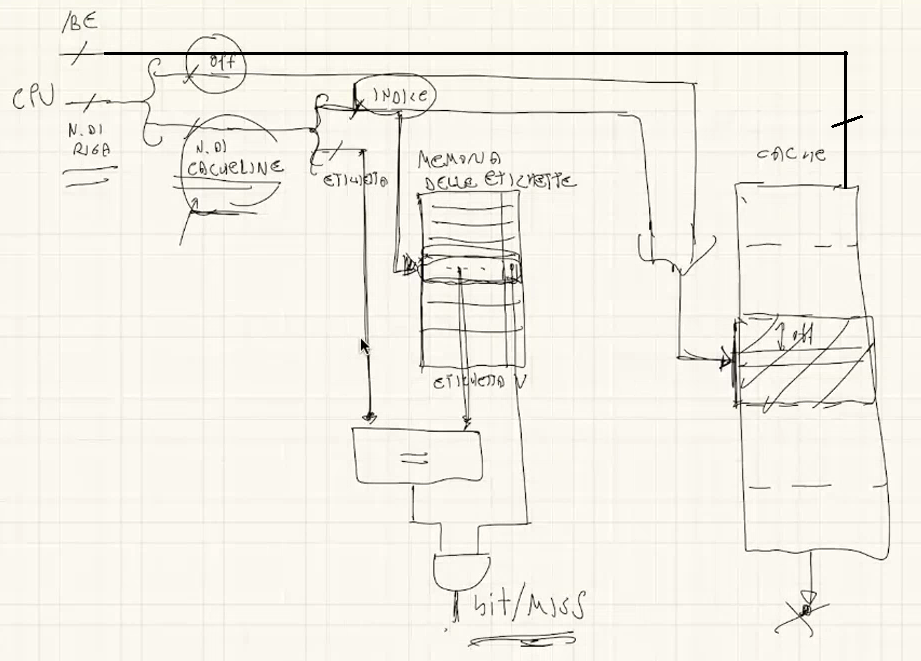 /BE
off
CPU
INDICE
N. DI
RIGA
N. DI
CACHELINE
ETICHETTA
MEMORIA
DELLE ETICHETTE
CACHE
off
ETICHETTA V
=
hit/MISS